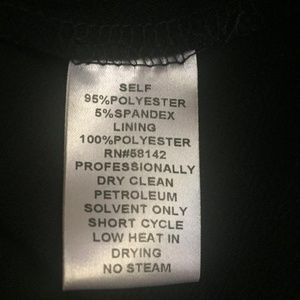 SELF
95%POLYESTER
5%SPANDEX
LINING
100%POLYESTER
RN#58142
PROFESSIONALLY
DRY CLEAN
PETROLEUM
SOLVENT ONLY
SHORT CYCLE
LOW HEAT IN
DRYING
NO STEAM